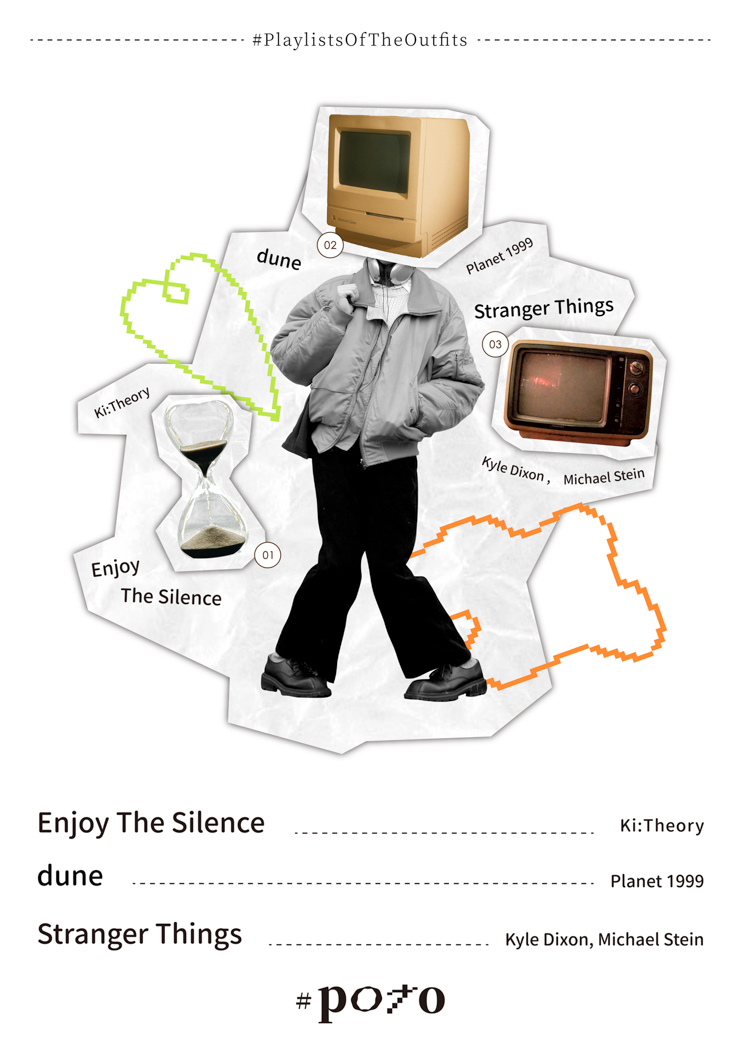 #PlaylistsOfTheOutfits
02
dune
Planet 1999
Stranger Things
03
Ki:Theory
Kyle Dixon, Michael Stein
01
Enjoy
The Silence
Enjoy The Silence Ki:Theory
dune Planet 1999
Stranger Things Kyle Dixon, Michael Stein